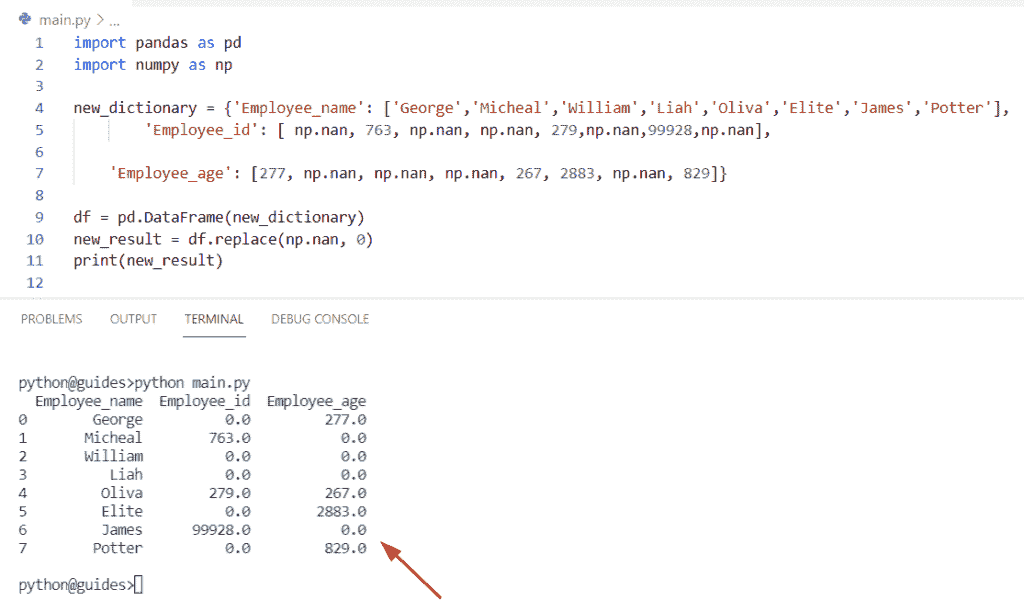 main.py > ...
1 import pandas as pd
2 import numpy as np
3
4 new_dictionary = {'Employee_name': ['George','Micheal','William','Liah','Oliva','Elite','James','Potter'],
5 'Employee_id': [ np.nan, 763, np.nan, np.nan, 279,np.nan,99928,np.nan],
6
7 'Employee_age': [277, np.nan, np.nan, np.nan, 267, 2883, np.nan, 829]}
8
9 df = pd.DataFrame(new_dictionary)
10 new_result = df.replace(np.nan, 0)
11 print(new_result)
12
PROBLEMS OUTPUT TERMINAL DEBUG CONSOLE
python@guides>python main.py
Employee_name Employee_id Employee_age
0 George 0.0 277.0
1 Micheal 763.0 0.0
2 William 0.0 0.0
3 Liah 0.0 0.0
4 Oliva 279.0 267.0
5 Elite 0.0 2883.0
6 James 99928.0 0.0
7 Potter 0.0 829.0
python@guides>